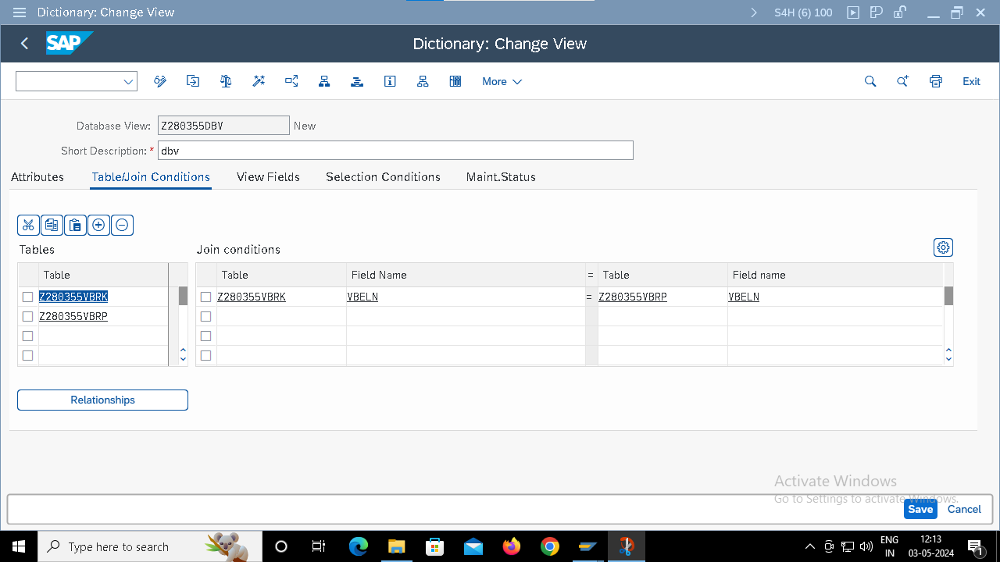 Dictionary: Change View
S4H (6) 100
SAP
Dictionary: Change View
More
Exit
Database View: Z280355DBV New
Short Description: * dbv
Attributes Table/Join Conditions View Fields Selection Conditions Maint.Status
Tables
Join conditions
Table
Table Field Name = Table Field name
Z280355VBRK
Z280355VBRK VBELN = Z280355VBRP VBELN
Z280355VBRP
Relationships
Activate Windows
Go to Settings to activate Windows.
Save Cancel
Type here to search
ENG
IN
12:13
03-05-2024
1